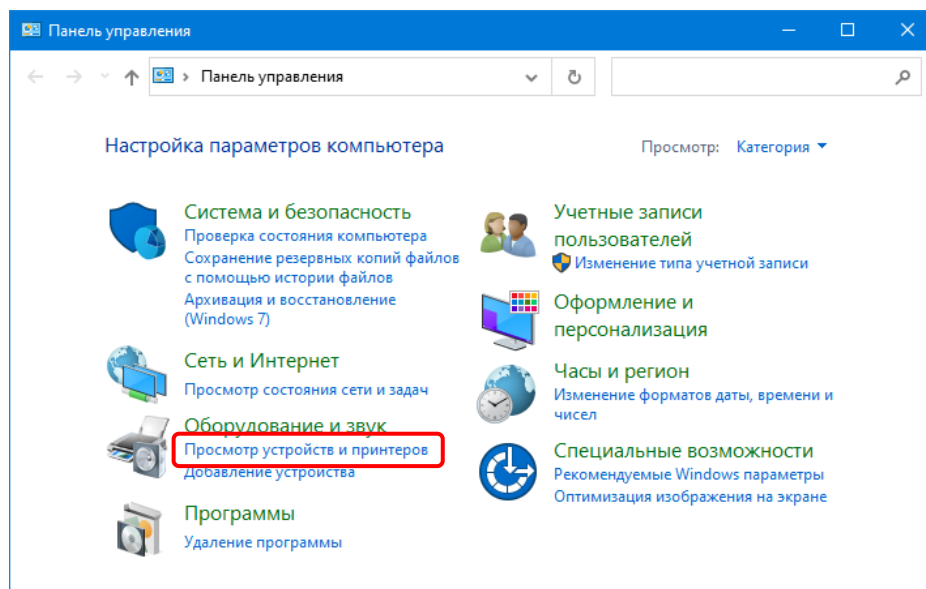 Панель управления
Панель управления
Настройка параметров компьютера
Просмотр: Категория
Система и безопасность
Проверка состояния компьютера
Сохранение резервных копий файлов
с помощью истории файлов
Архивация и восстановление
(Windows 7)
Сеть и Интернет
Просмотр состояния сети и задач
Оборудование и звук
Просмотр устройств и принтеров
Добавление устройства
Программы
Удаление программы
Учетные записи
пользователей
Изменение типа учетной записи
Оформление и
персонализация
Часы и регион
Изменение форматов даты, времени и
чисел
Специальные возможности
Рекомендуемые Windows параметры
Оптимизация изображения на экране